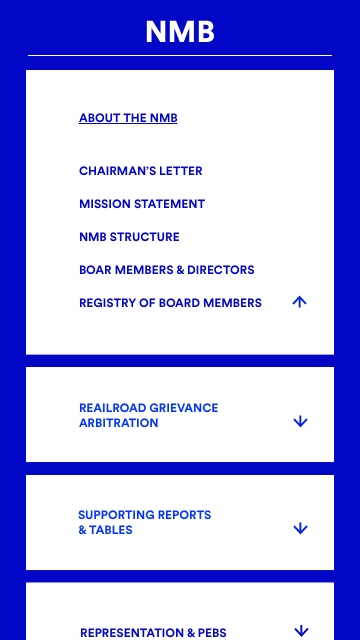 NMB
ABOUT THE NMB
CHAIRMAN'S LETTER
MISSION STATEMENT
NMB STRUCTURE
BOAR MEMBERS & DIRECTORS
REGISTRY OF BOARD MEMBERS
REAILROAD GRIEVANCE
ARBITRATION
SUPPORTING REPORTS
& TABLES
REPRESENTATION & PEBS